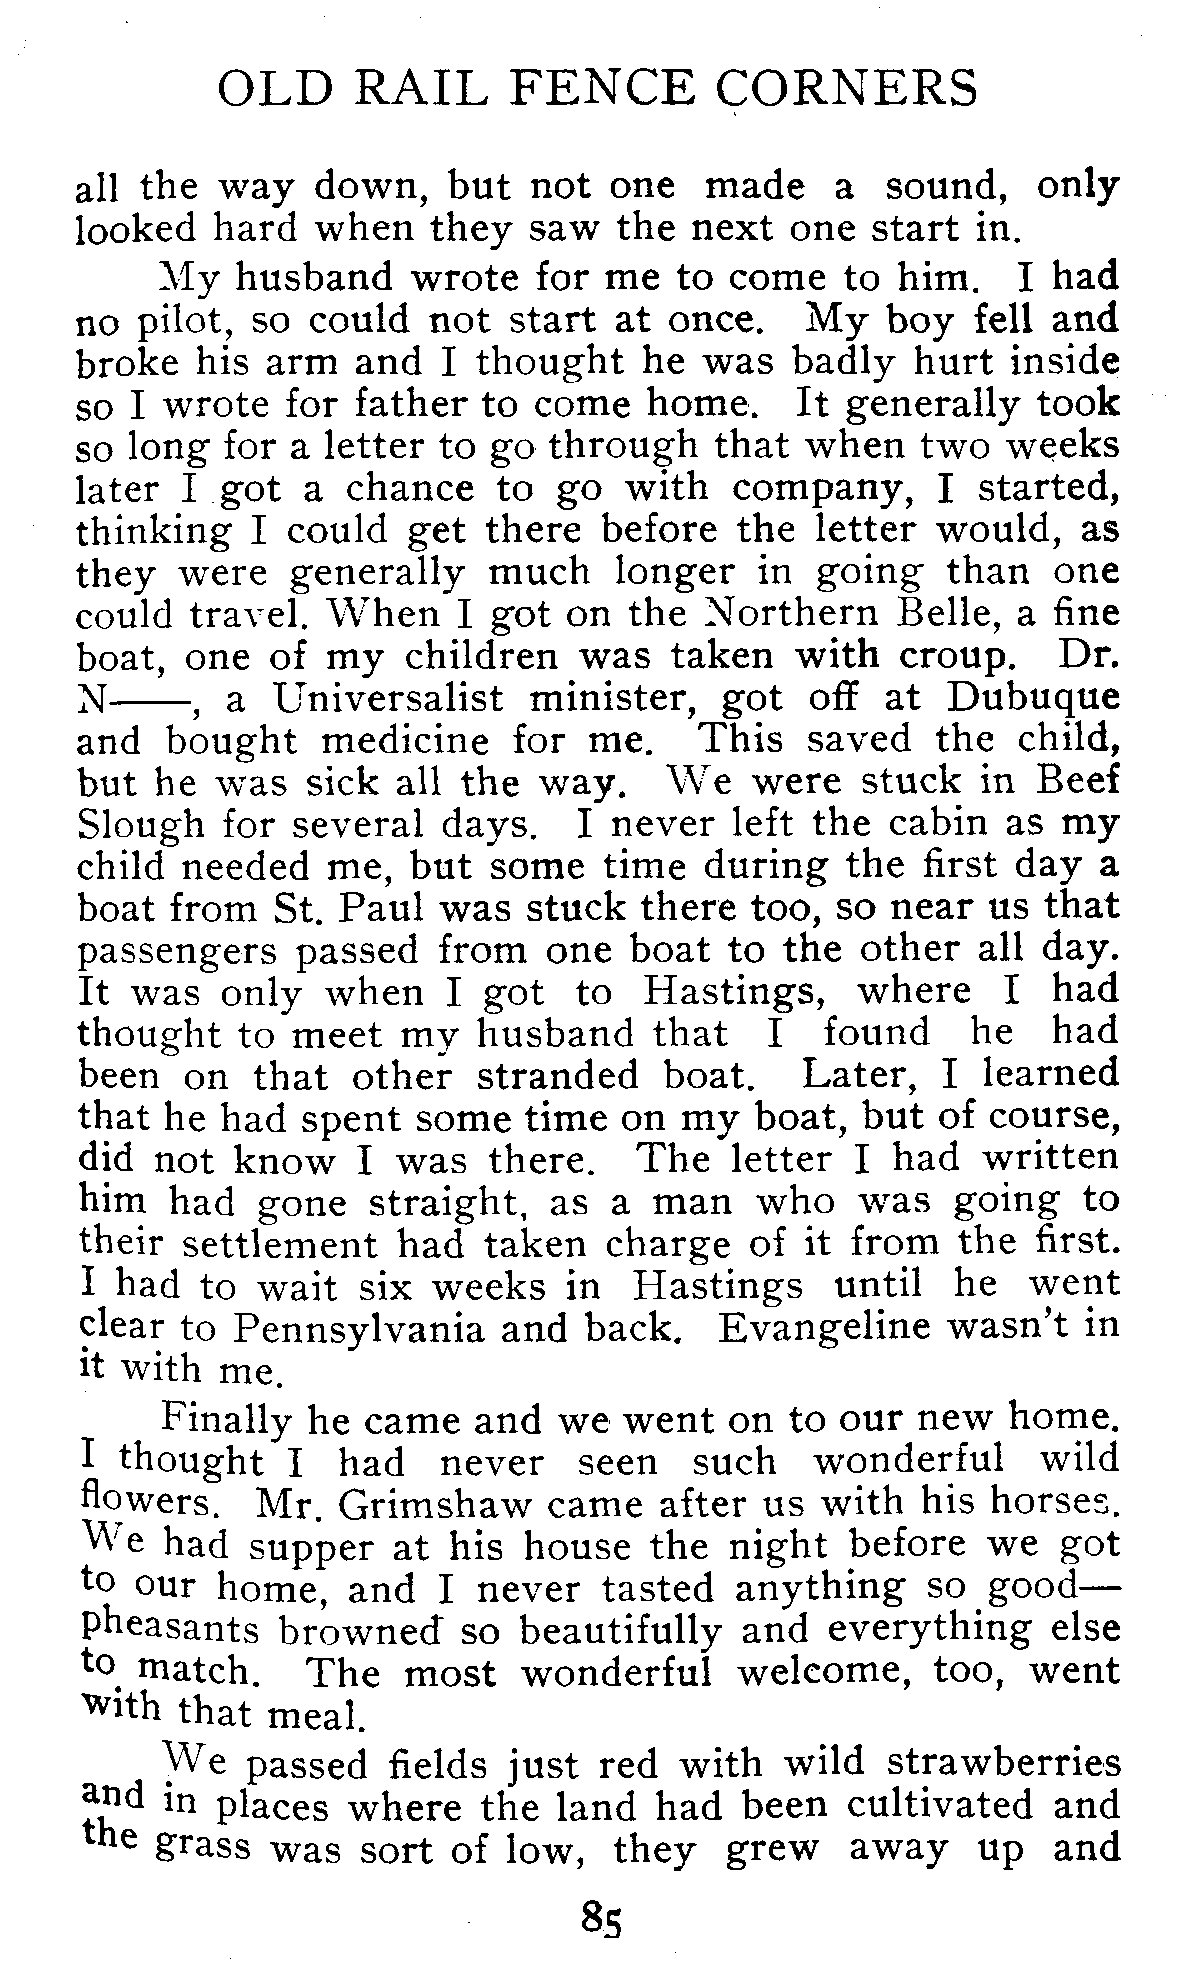 OLD RAIL FENCE CORNERS
all the way down, but not one made a sound, only
looked hard when they saw the next one start in.
My husband wrote for me to come to him. I had
no pilot, so could not start at once. My boy fell and
broke his arm and I thought he was badly hurt inside
so I wrote for father to come home. It generally took
so long for a letter to go through that when two weeks
later I got a chance to go with company, I started,
thinking I could get there before the letter would, as
they were generally much longer in going than one
could travel. When I got on the Northern Belle, a fine
boat, one of my children was taken with croup. Dr.
N——, a Universalist minister, got off at Dubuque
and bought medicine for me. This saved the child,
but he was sick all the way. We were stuck in Beef
Slough for several days. I never left the cabin as my
child needed me, but some time during the first day a
boat from St. Paul was stuck there too, so near us that
passengers passed from one boat to the other all day.
It was only when I got to Hastings, where I had
thought to meet my husband that I found he had
been on that other stranded boat. Later, I learned
that he had spent some time on my boat, but of course,
did not know I was there. The letter I had written
him had gone straight, as a man who was going to
their settlement had taken charge of it from the first.
I had to wait six weeks in Hastings until he went
clear to Pennsylvania and back. Evangeline wasn't in
it with me.
Finally he came and we went on to our new home.
I thought I had never seen such wonderful wild
flowers. Mr. Grimshaw came after us with his horses.
We had supper at his house the night before we got
to our home, and I never tasted anything so good—
pheasants browned so beautifully and everything else
to match. The most wonderful welcome, too, went
with that meal.
We passed fields just red with wild strawberries
and in places where the land had been cultivated and
the grass was sort of low, they grew away up and
85